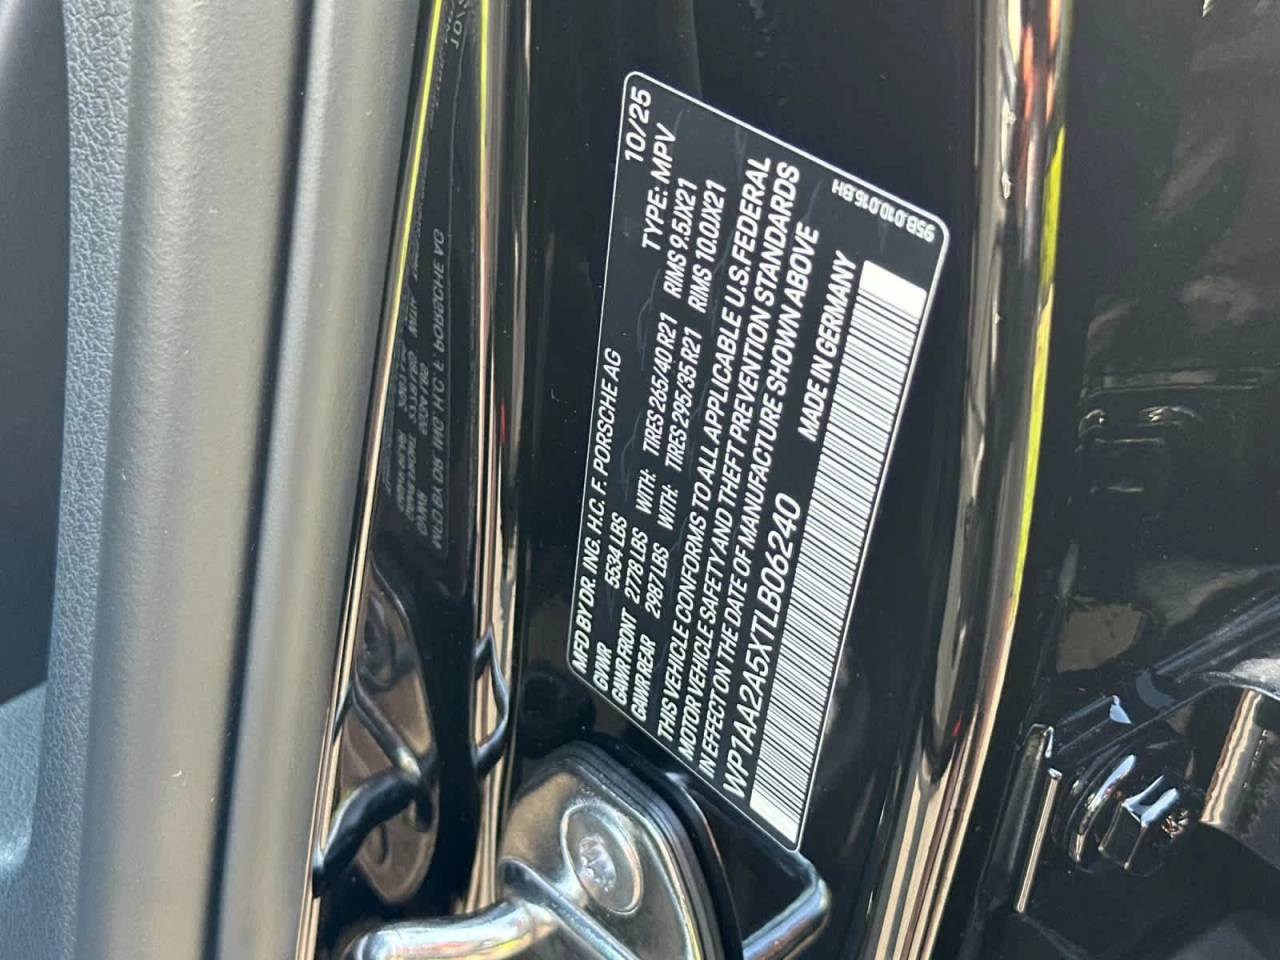 MFD BY DR. ING. H.C. F. PORSCHE AG 10/25
GVWR 5534 LBS TYPE: MPV
GAWR FRONT 2778 LBS WITH: TIRES 265/40 R21 RIMS 9.5JX21
GAWR REAR 2987 LBS WITH: TIRES 295/35 R21 RIMS 10.0JX21
THIS VEHICLE CONFORMS TO ALL APPLICABLE U.S. FEDERAL
MOTOR VEHICLE SAFETY AND THEFT PREVENTION STANDARDS
IN EFFECT ON THE DATE OF MANUFACTURE SHOWN ABOVE
WP1AA2A5XTLB06240 MADE IN GERMANY
95B.010.015.BH